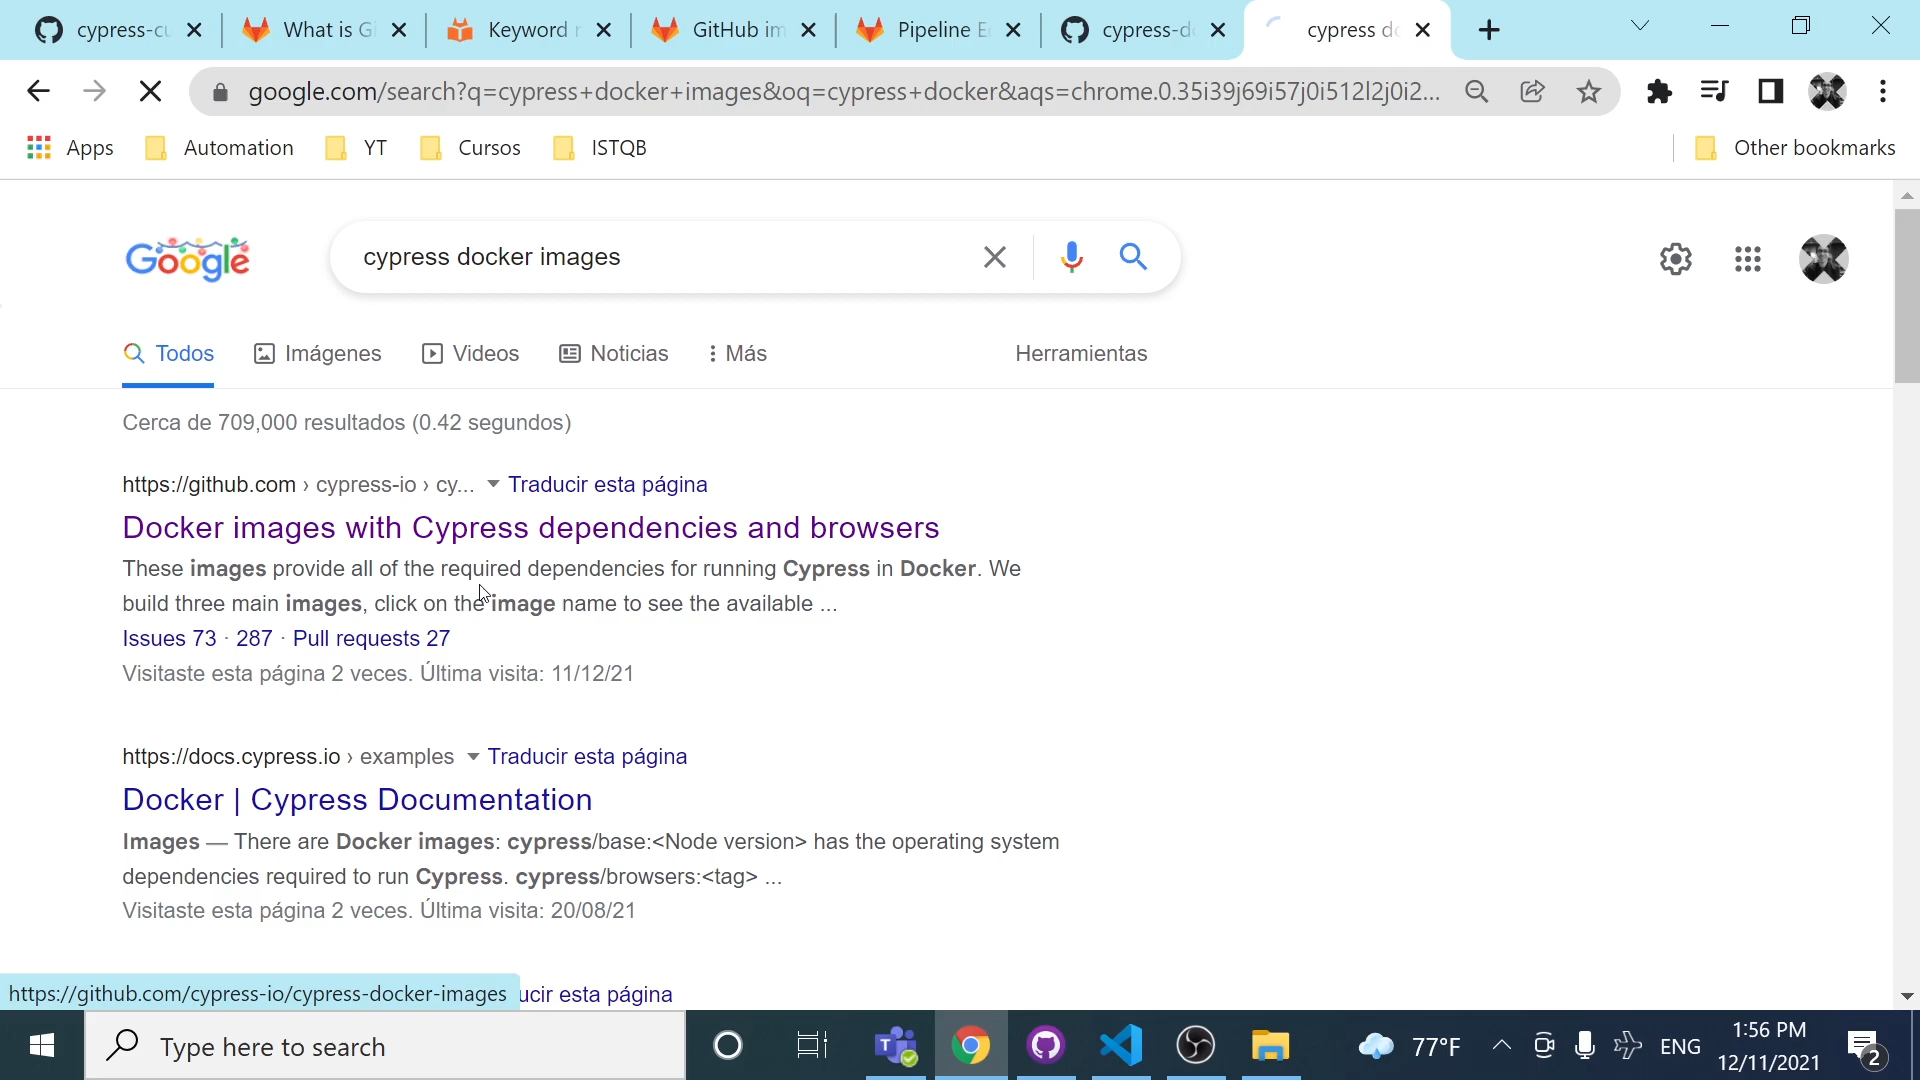 cypress-cu
What is Gi
Keyword r
GitHub im
Pipeline E
cypress-d
cypress do
google.com/search?q=cypress+docker+images&oq=cypress+docker&aqs=chrome.0.35i39j69i57j0i512l2j0i2...
Apps
Automation
YT
Cursos
ISTQB
Other bookmarks
Google
cypress docker images
Todos
Imágenes
Videos
Noticias
Más
Herramientas
Cerca de 709,000 resultados (0.42 segundos)
https://github.com › cypress-io › cy... Traducir esta página
Docker images with Cypress dependencies and browsers
These images provide all of the required dependencies for running Cypress in Docker. We
build three main images, click on the image name to see the available ...
Issues 73 · 287 · Pull requests 27
Visitaste esta página 2 veces. Última visita: 11/12/21
https://docs.cypress.io › examples Traducir esta página
Docker | Cypress Documentation
Images — There are Docker images: cypress/base:<Node version> has the operating system
dependencies required to run Cypress. cypress/browsers:<tag> ...
Visitaste esta página 2 veces. Última visita: 20/08/21
https://github.com/cypress-io/cypress-docker-images
ucir esta página
Type here to search
77°F
ENG
1:56 PM
12/11/2021
2